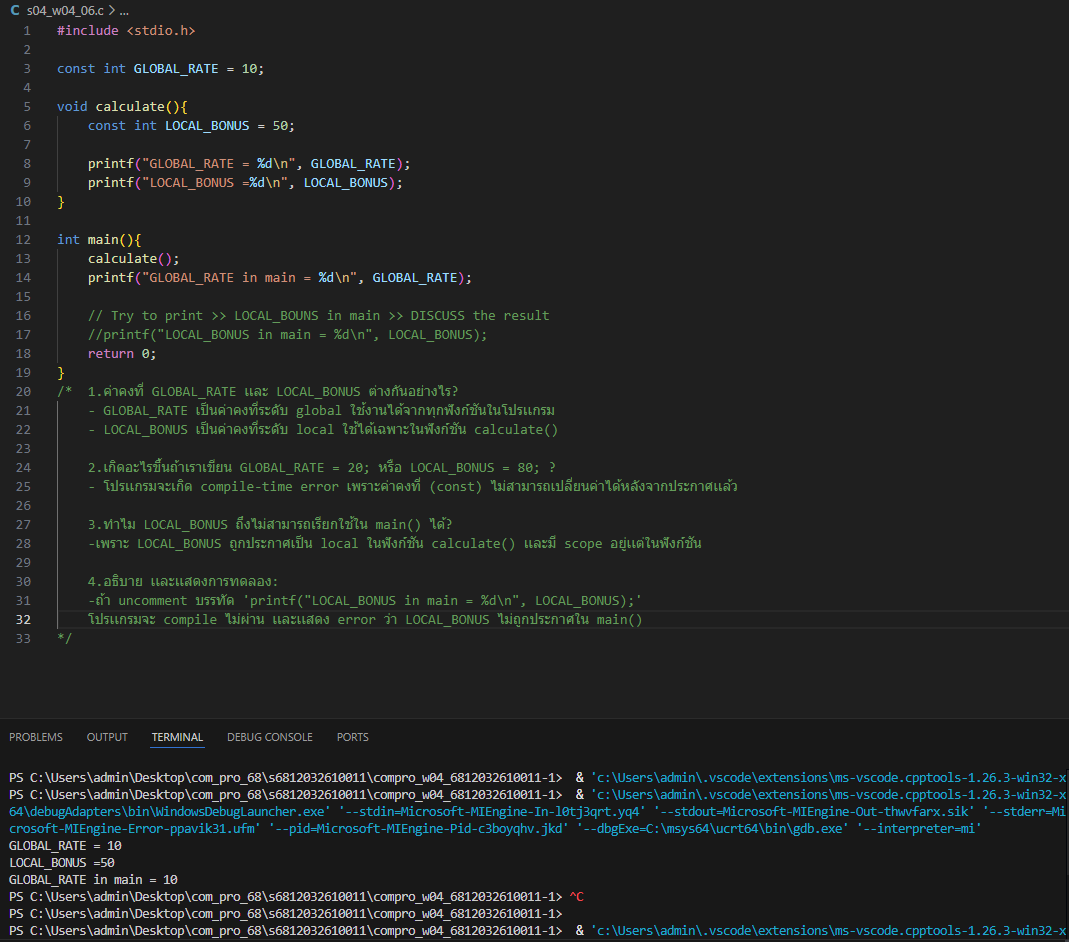 C s04_w04_06.c > ...
1 #include <stdio.h>
2
3 const int GLOBAL_RATE = 10;
4
5 void calculate(){
6 const int LOCAL_BONUS = 50;
7
8 printf("GLOBAL_RATE = %d\n", GLOBAL_RATE);
9 printf("LOCAL_BONUS =%d\n", LOCAL_BONUS);
10 }
11
12 int main(){
13 calculate();
14 printf("GLOBAL_RATE in main = %d\n", GLOBAL_RATE);
15
16 // Try to print >> LOCAL_BOUNS in main >> DISCUSS the result
17 //printf("LOCAL_BONUS in main = %d\n", LOCAL_BONUS);
18 return 0;
19 }
20 /* 1.ค่าคงที่ GLOBAL_RATE และ LOCAL_BONUS ต่างกันอย่างไร?
21 - GLOBAL_RATE เป็นค่าคงที่ระดับ global ใช้งานได้จากทุกฟังก์ชันในโปรแกรม
22 - LOCAL_BONUS เป็นค่าคงที่ระดับ local ใช้ได้เฉพาะในฟังก์ชัน calculate()
23
24 2.เกิดอะไรขึ้นถ้าเราเขียน GLOBAL_RATE = 20; หรือ LOCAL_BONUS = 80; ?
25 - โปรแกรมจะเกิด compile-time error เพราะค่าคงที่ (const) ไม่สามารถเปลี่ยนค่าได้หลังจากประกาศแล้ว
26
27 3.ทำไม LOCAL_BONUS ถึงไม่สามารถเรียกใช้ใน main() ได้?
28 -เพราะ LOCAL_BONUS ถูกประกาศเป็น local ในฟังก์ชัน calculate() และมี scope อยู่แต่ในฟังก์ชัน
29
30 4.อธิบาย และแสดงการทดลอง:
31 -ถ้า uncomment บรรทัด 'printf("LOCAL_BONUS in main = %d\n", LOCAL_BONUS);'
32 โปรแกรมจะ compile ไม่ผ่าน และแสดง error ว่า LOCAL_BONUS ไม่ถูกประกาศใน main()
33 */
PROBLEMS OUTPUT TERMINAL DEBUG CONSOLE PORTS
PS C:\Users\admin\Desktop\com_pro_68\s6812032610011\compro_w04_6812032610011-1> & 'c:\Users\admin\.vscode\extensions\ms-vscode.cpptools-1.26.3-win32-x
PS C:\Users\admin\Desktop\com_pro_68\s6812032610011\compro_w04_6812032610011-1> & 'c:\Users\admin\.vscode\extensions\ms-vscode.cpptools-1.26.3-win32-x
64\debugAdapters\bin\WindowsDebugLauncher.exe' '--stdin=Microsoft-MIEngine-In-l0tj3qrt.yq4' '--stdout=Microsoft-MIEngine-Out-thwvfarx.sik' '--stderr=Mi
crosoft-MIEngine-Error-ppavik31.ufm' '--pid=Microsoft-MIEngine-Pid-c3boyqhv.jkd' '--dbgExe=C:\msys64\ucrt64\bin\gdb.exe' '--interpreter=mi'
GLOBAL_RATE = 10
LOCAL_BONUS =50
GLOBAL_RATE in main = 10
PS C:\Users\admin\Desktop\com_pro_68\s6812032610011\compro_w04_6812032610011-1> ^C
PS C:\Users\admin\Desktop\com_pro_68\s6812032610011\compro_w04_6812032610011-1>
PS C:\Users\admin\Desktop\com_pro_68\s6812032610011\compro_w04_6812032610011-1> & 'c:\Users\admin\.vscode\extensions\ms-vscode.cpptools-1.26.3-win32-x